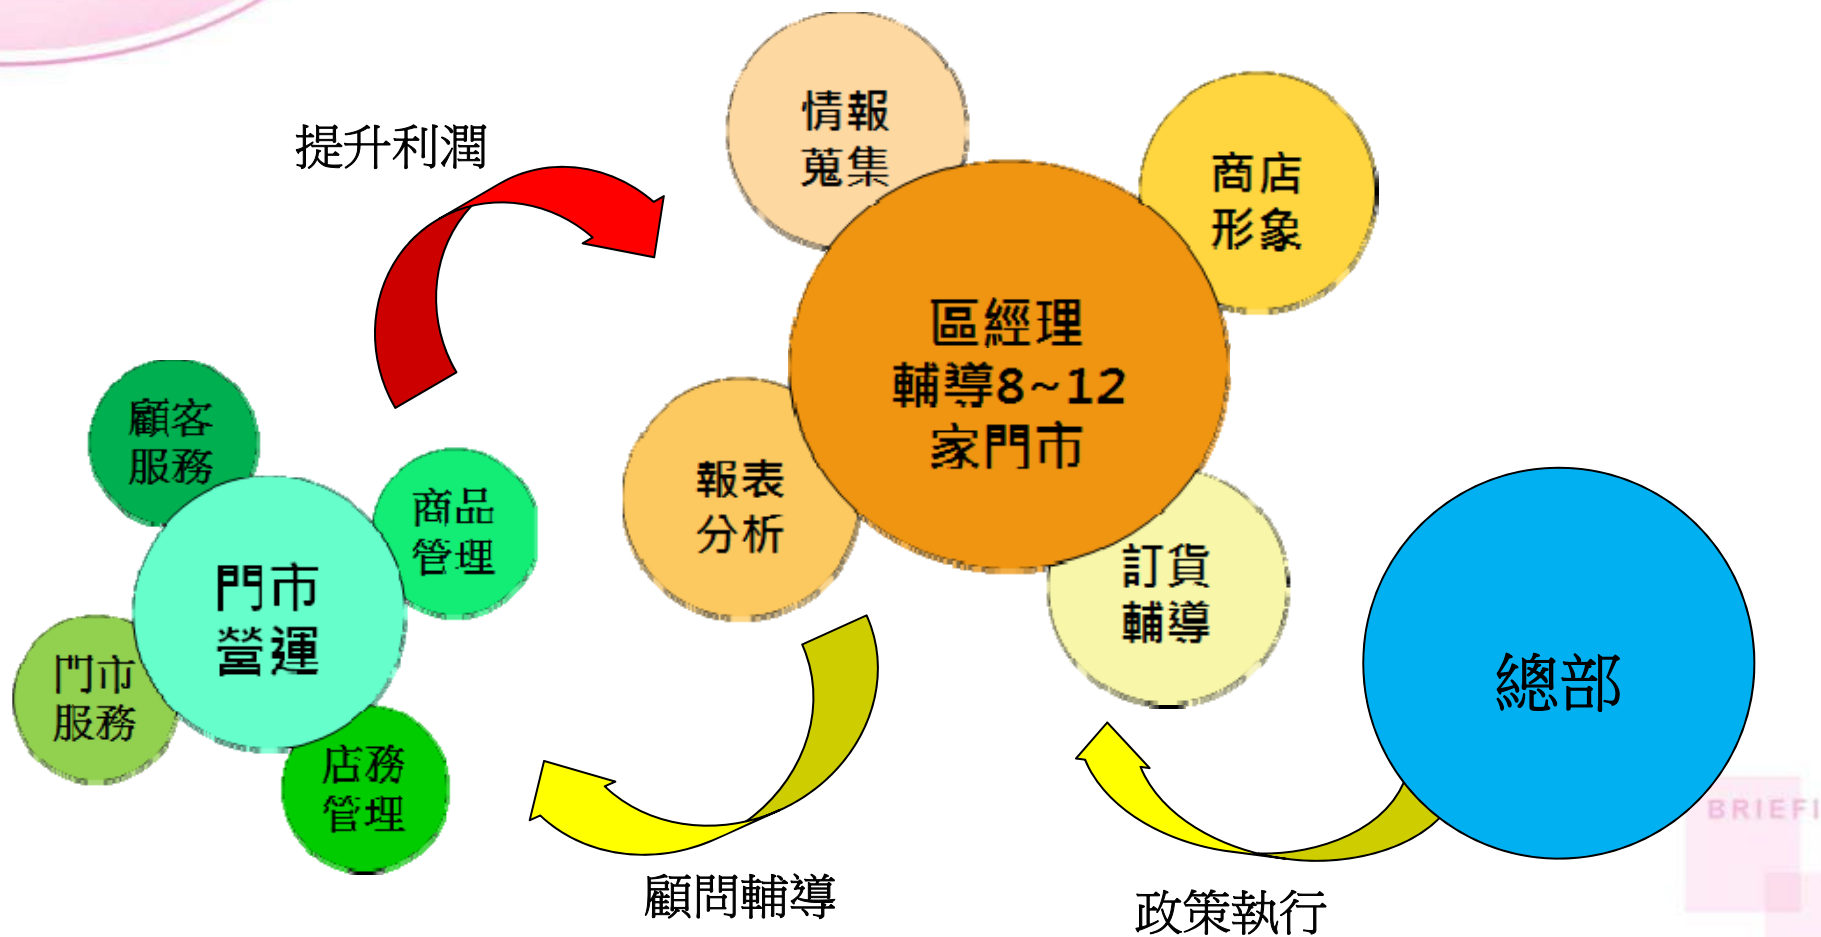 提升利潤
情報
蒐集
商店
形象
區經理
輔導8~12
家門市
報表
分析
訂貨
輔導
顧客
服務
商品
管理
門市
營運
門市
服務
店務
管理
總部
顧問輔導
政策執行
BRIEFI